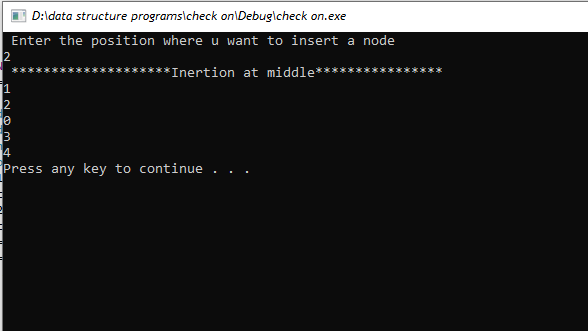 D:\data structure programs\check on\Debug\check on.exe
Enter the position where u want to insert a node
2
********************Inertion at middle****************
1
2
0
3
4
Press any key to continue . . .